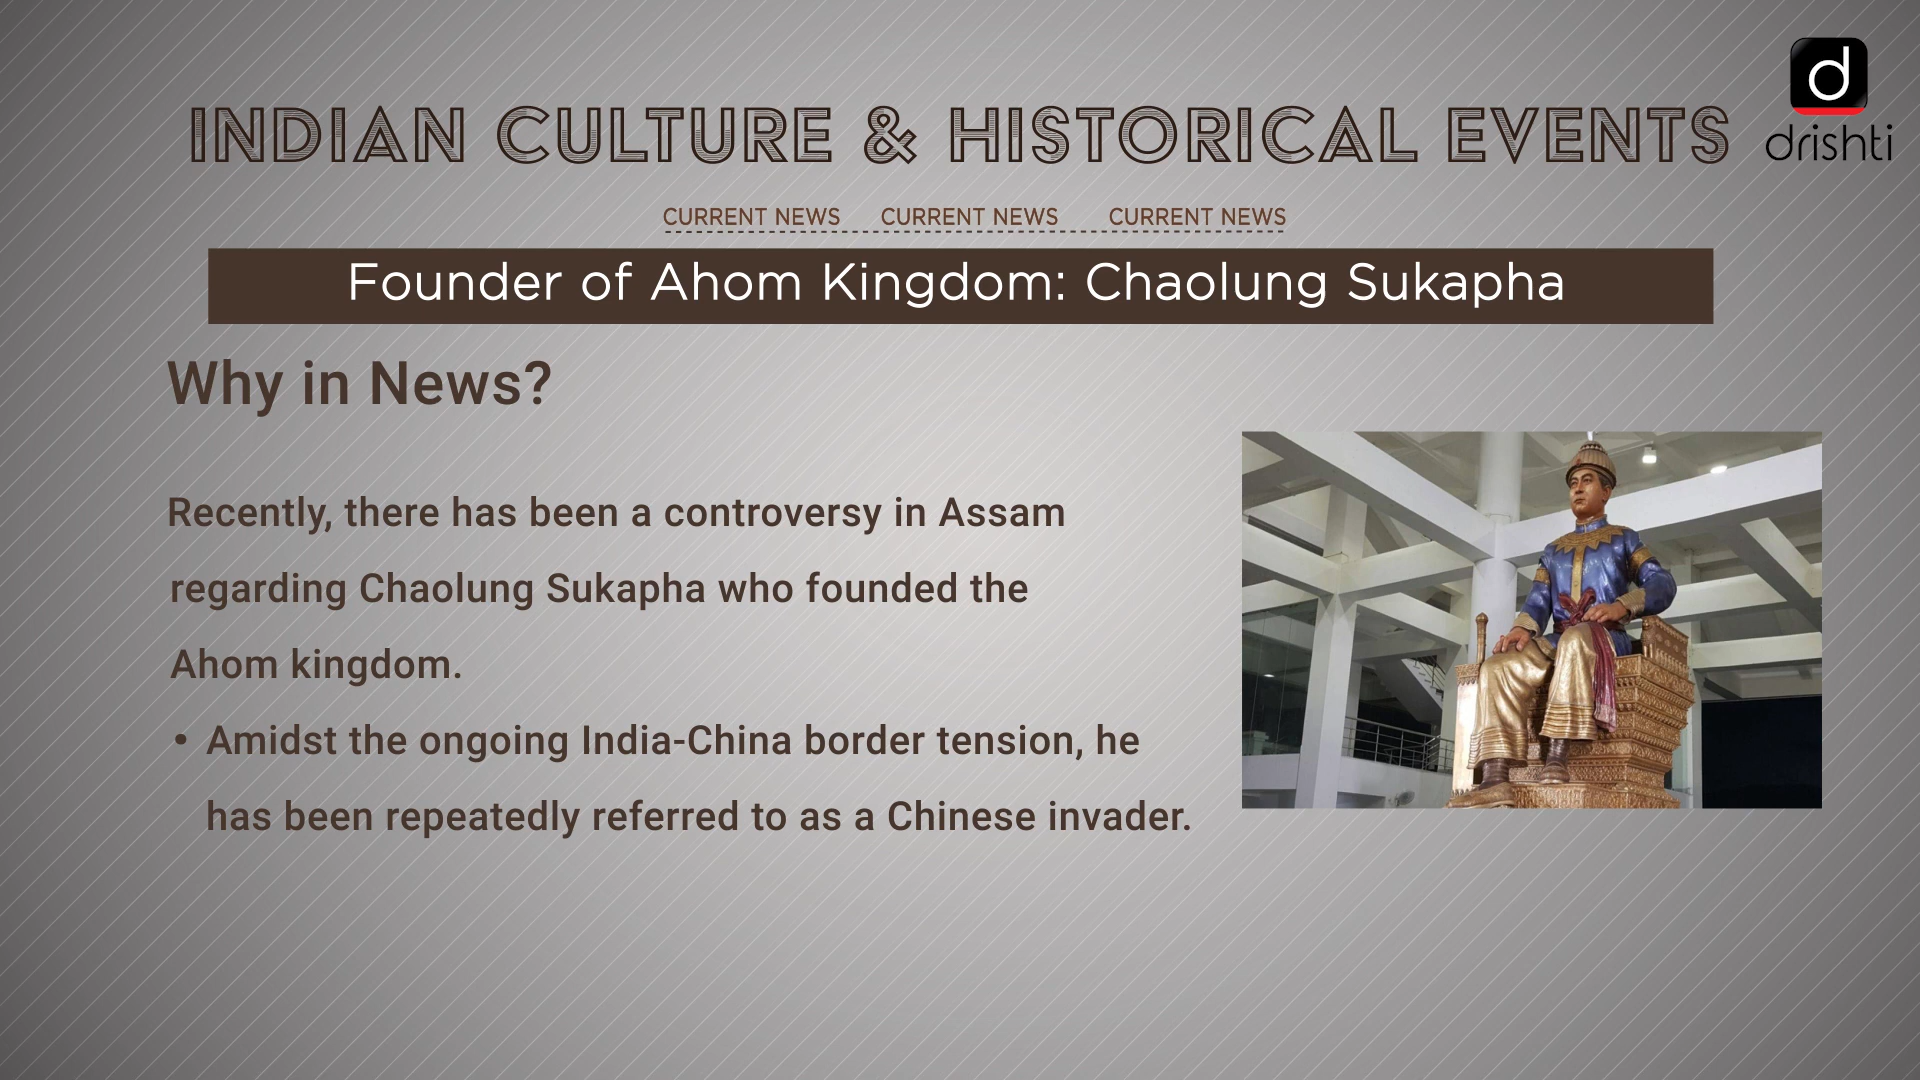 INDIAN CULTURE & HISTORICAL EVENTS
d
drishti
CURRENT NEWS CURRENT NEWS CURRENT NEWS
Founder of Ahom Kingdom: Chaolung Sukapha
Why in News?
Recently, there has been a controversy in Assam
regarding Chaolung Sukapha who founded the
Ahom kingdom.
• Amidst the ongoing India-China border tension, he
has been repeatedly referred to as a Chinese invader.